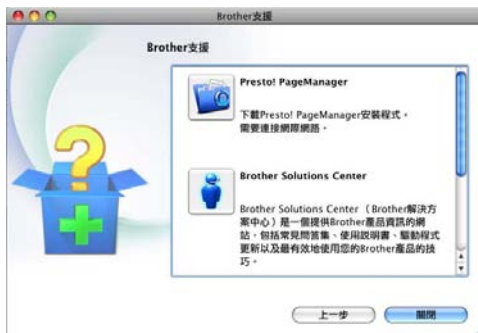 Brother支援
Brother支援
Presto! PageManager
下載Presto! PageManager安裝程式。
需要連接網際網路。
Brother Solutions Center
Brother Solutions Center （Brother解決方
案中心）是一個提供Brother產品資訊的網
站，包括常見問答集、使用說明書、驅動程式
更新以及最有效地使用您的Brother產品的技
巧。
上一步
關閉